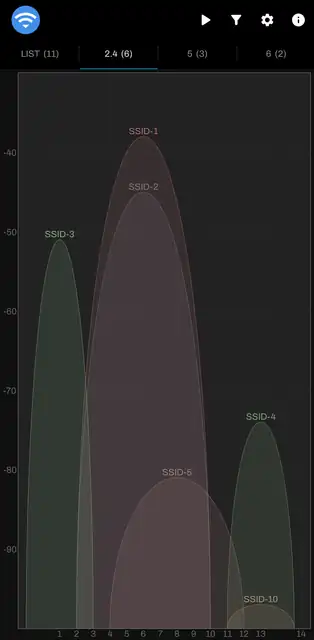 LIST (11)
2.4 (6)
5 (3)
6 (2)
SSID-1
-40
SSID-2
SSID-3
-50
-60
-70
SSID-4
SSID-5
-80
-90
SSID-10
1 2 3 4 5 6 7 8 9 10 11 12 13 14